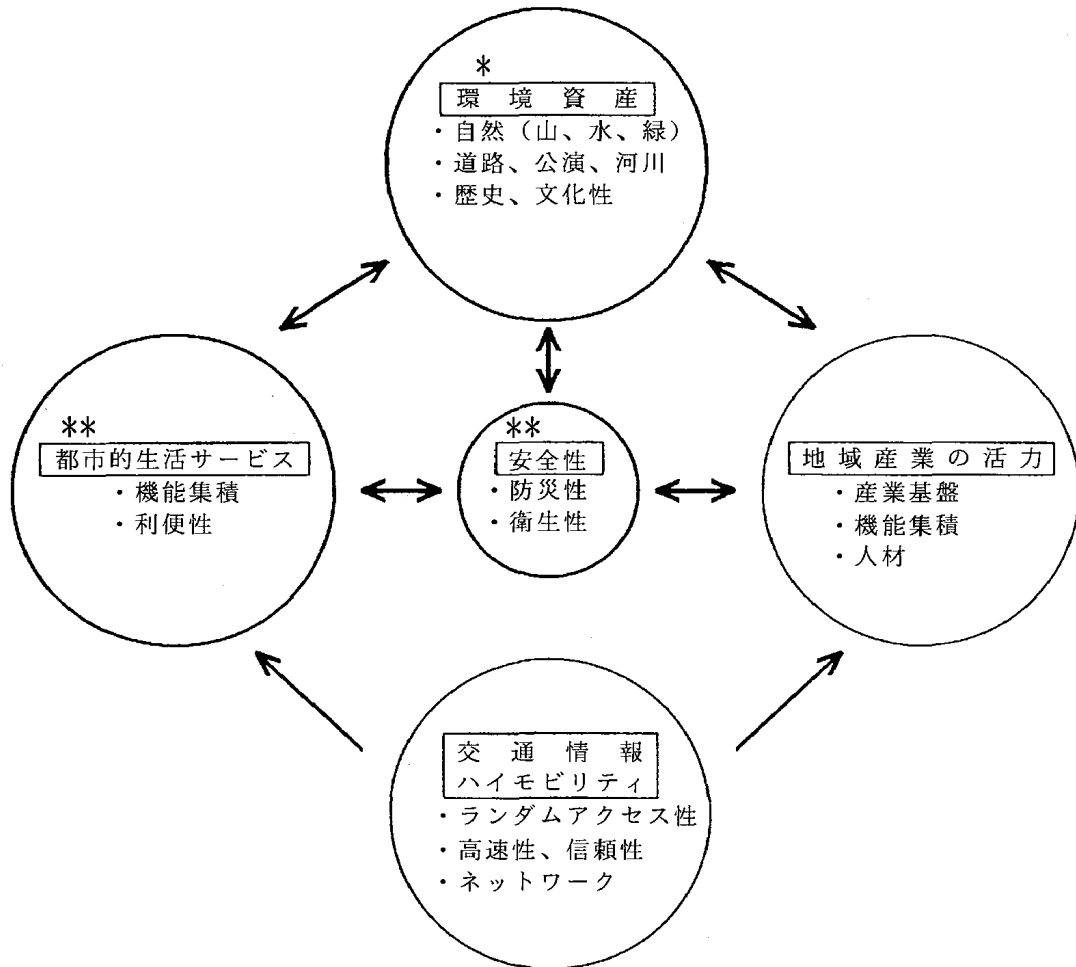 *
環境資産
・自然（山、水、緑）
・道路、公演、河川
・歴史、文化性
**
都市的生活サービス
・機能集積
・利便性
**
安全性
・防災性
・衛生性
地域産業の活力
・産業基盤
・機能集積
・人材
交通情報
ハイモビリティ
・ランダムアクセス性
・高速性、信頼性
・ネットワーク